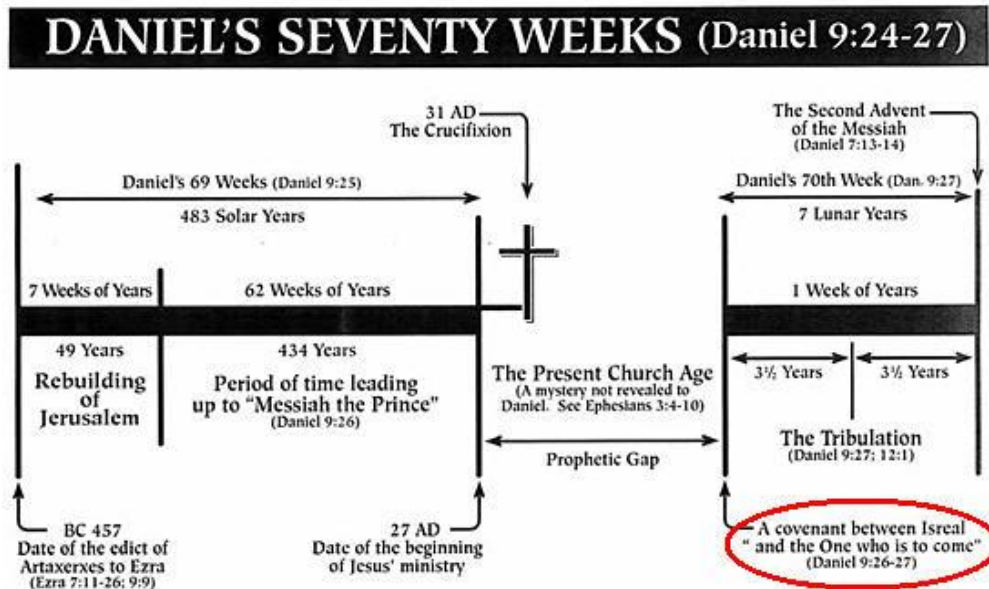 DANIEL'S SEVENTY WEEKS (Daniel 9:24-27)
31 AD
The Crucifixion
The Second Advent
of the Messiah
(Daniel 7:13-14)
Daniel's 69 Weeks (Daniel 9:25)
483 Solar Years
Daniel's 70th Week (Dan. 9:27)
7 Lunar Years
7 Weeks of Years
62 Weeks of Years
1 Week of Years
49 Years
434 Years
3½ Years
3½ Years
Rebuilding
of
Jerusalem
Period of time leading
up to "Messiah the Prince"
(Daniel 9:26)
The Present Church Age
(A mystery not revealed to
Daniel. See Ephesians 3:4-10)
Prophetic Gap
The Tribulation
(Daniel 9:27; 12:1)
BC 457
Date of the edict of
Artaxerxes to Ezra
(Ezra 7:11-26; 9:9)
27 AD
Date of the beginning
of Jesus' ministry
A covenant between Isreal
" and the One who is to come"
(Daniel 9:26-27)